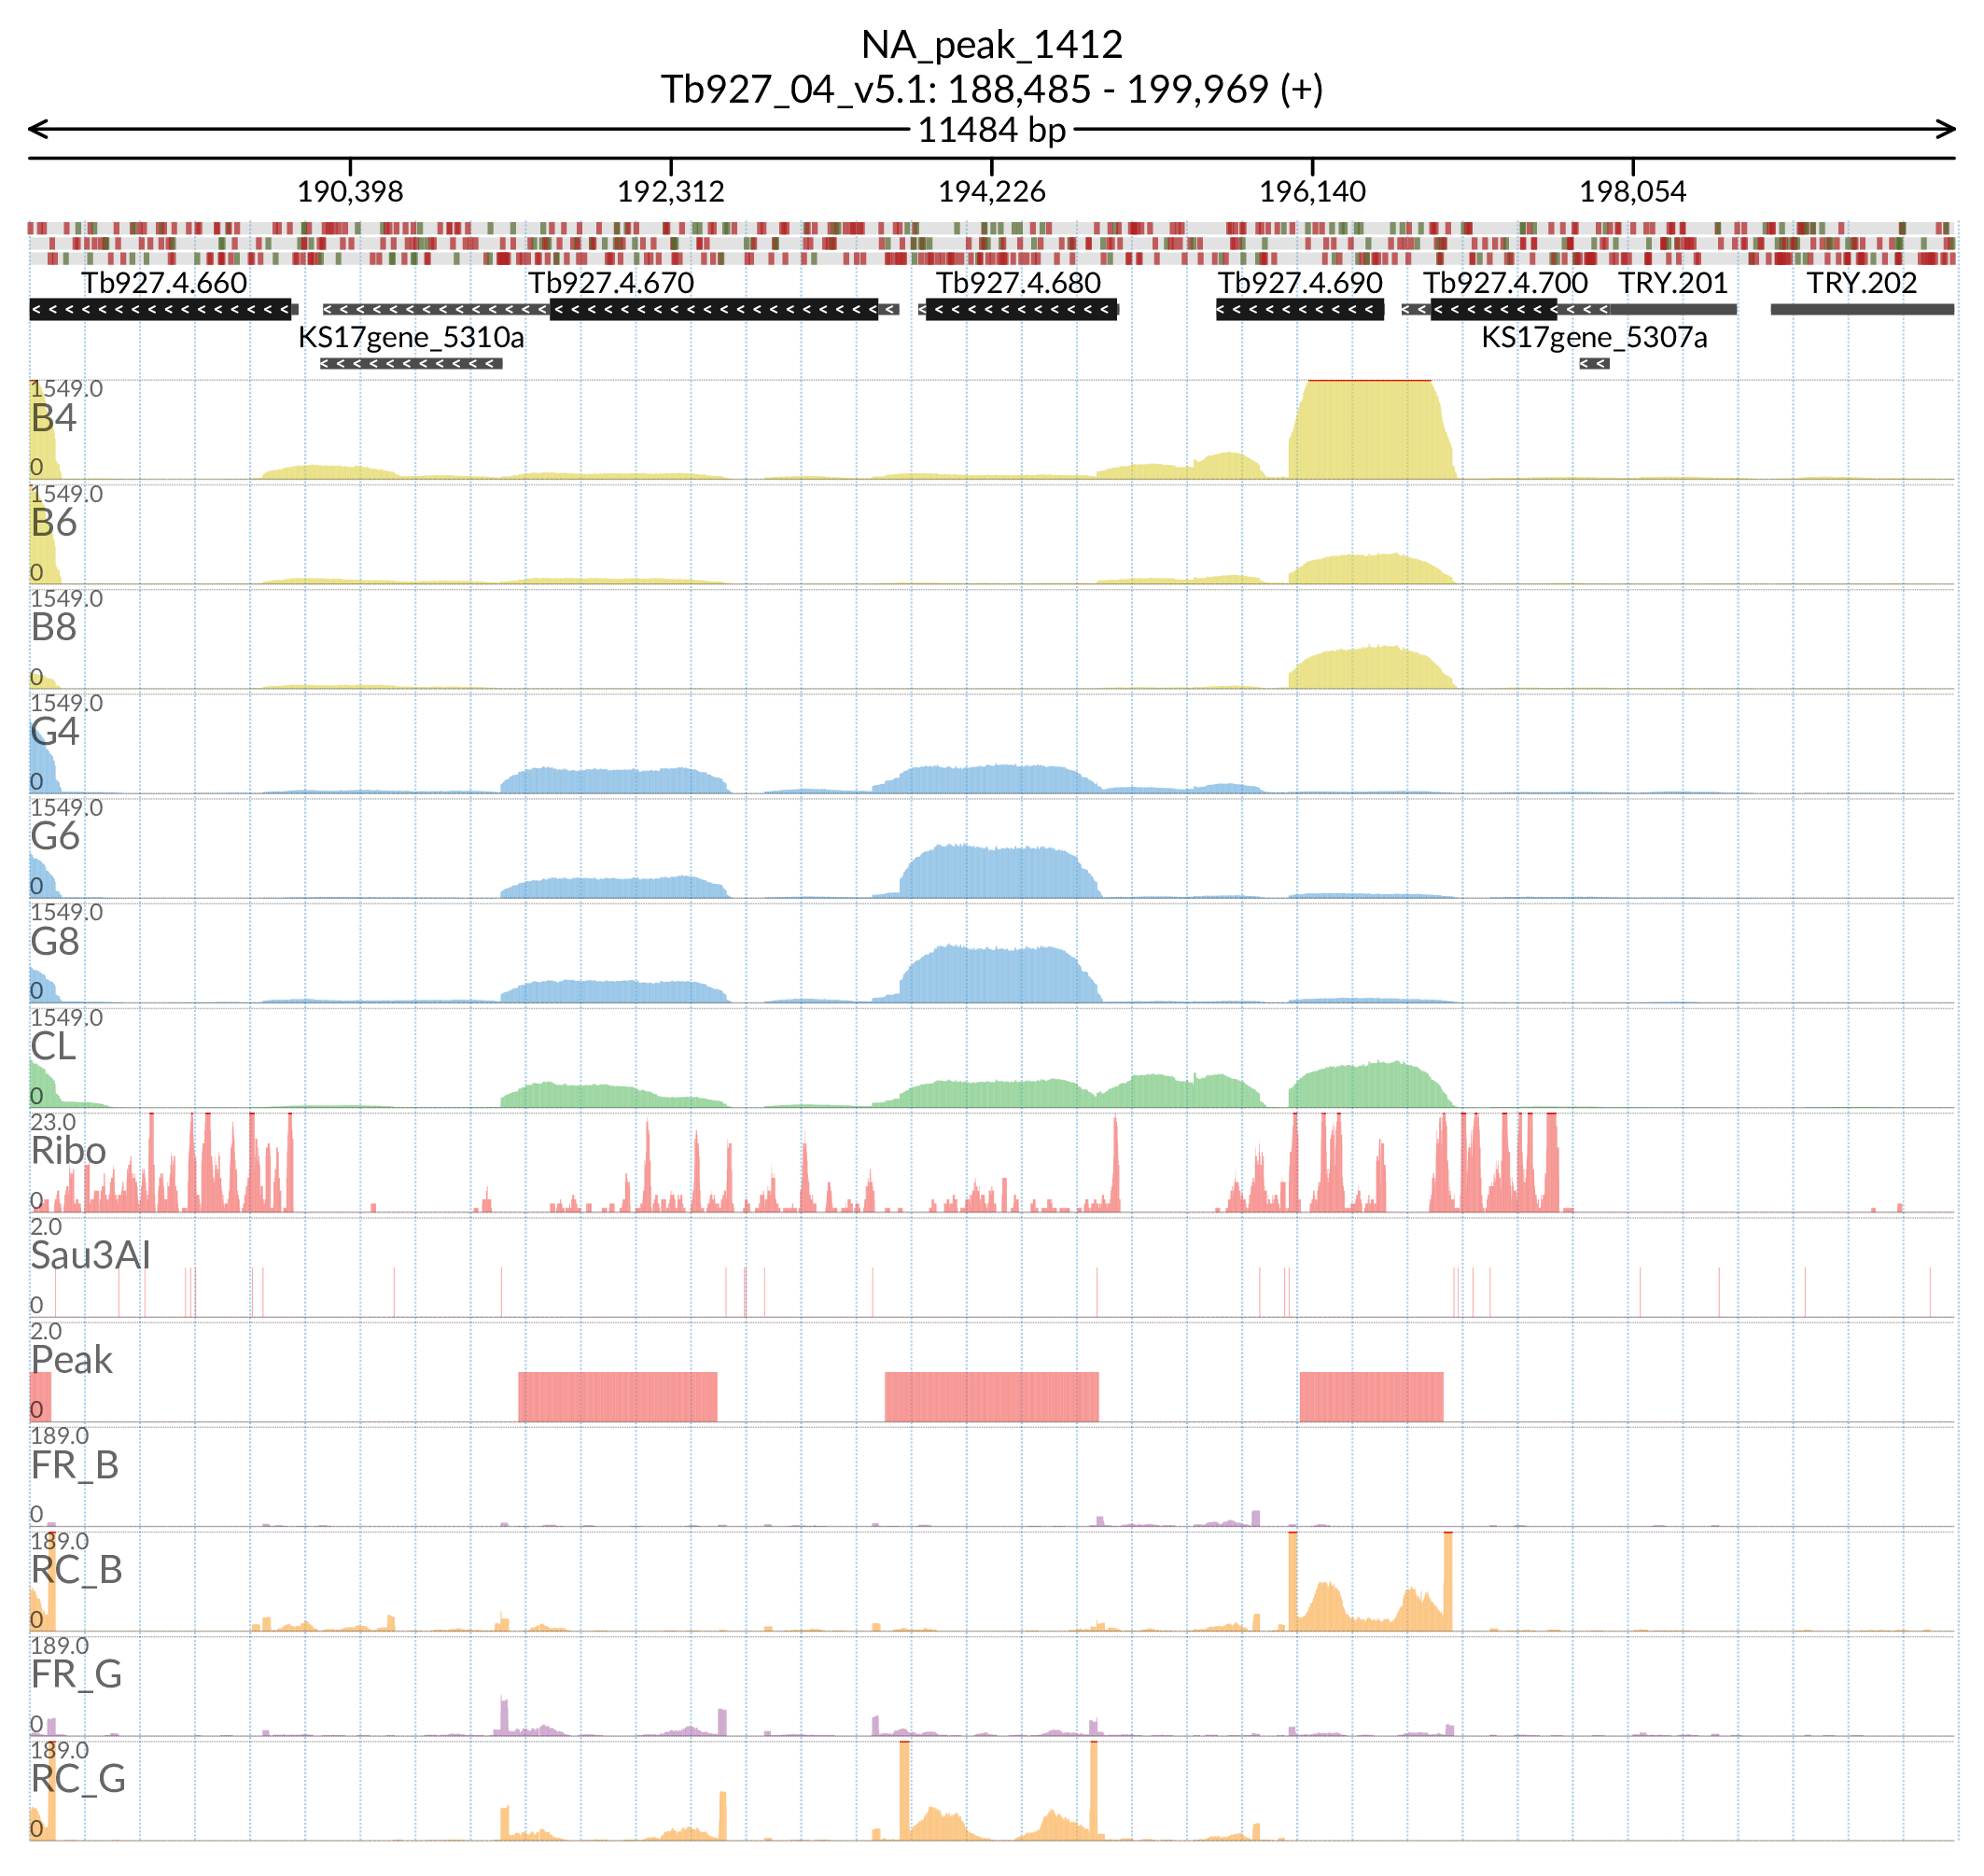 NA_peak_1412
Tb927_04_v5.1: 188,485 - 199,969 (+)
11484 bp
190,398 192,312 194,226 196,140 198,054
Tb927.4.660 Tb927.4.670 Tb927.4.680 Tb927.4.690 Tb927.4.700 TRY.201 TRY.202
KS17gene_5310a KS17gene_5307a
1549.0
B4
0
1549.0
B6
0
1549.0
B8
0
1549.0
G4
0
1549.0
G6
0
1549.0
G8
0
1549.0
CL
0
23.0
Ribo
0
2.0
Sau3AI
0
2.0
Peak
0
189.0
FR_B
0
189.0
RC_B
0
189.0
FR_G
0
189.0
RC_G
0